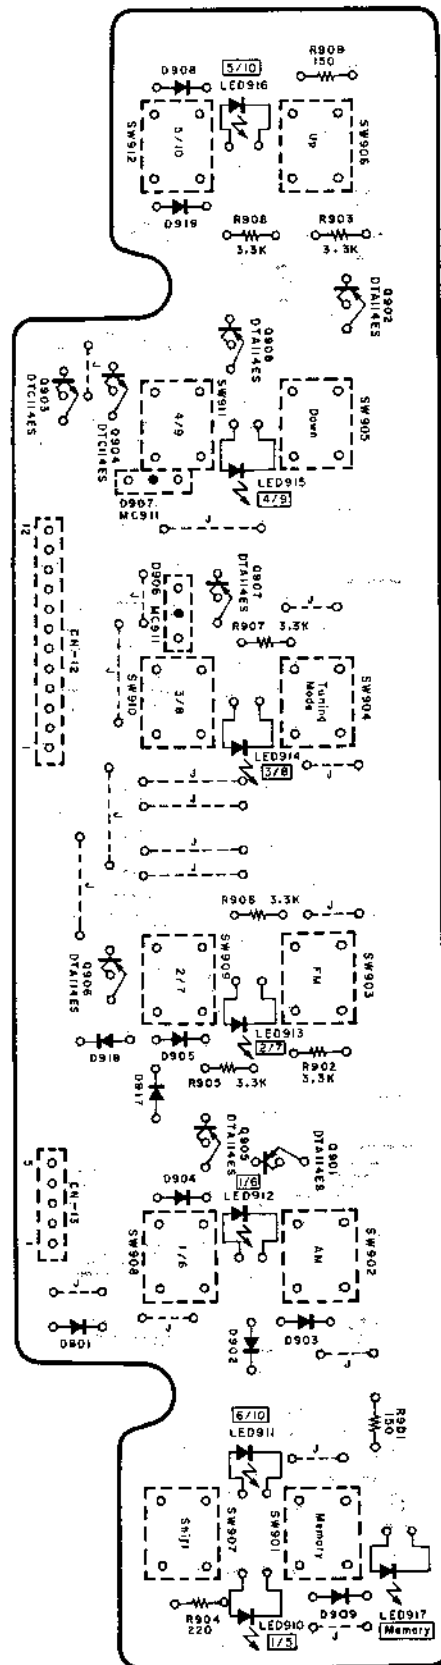 R909
150
5/10
D908
LED916
SW912
5/10
Up
SW906
D919
R908
3.3K
R903
3.3K
Q902
DTA114ES
Q908
DTA114ES
J
Q903
DTC114ES
Q904
DTC114ES
SW911
4/9
Down
SW905
LED915
4/9
D907
MC911
J
12
CN-12
1
D906 MC911
J
Q907
DTA114ES
J
R907 3.3K
J
SW910
3/8
Tuning
Mode
SW904
LED914
3/8
J
J
J
J
J
J
J
R906 3.3K
J
Q906
DTA114ES
2/7
SW909
FM
SW903
LED913
2/7
D918
D905
R905 3.3K
R902
3.3K
D917
Q905
DTA114ES
Q901
DTA114ES
5
CN-13
1
D904
1/6
LED912
SW908
1/6
AM
SW902
J
D801
J
D902
D903
J
6/10
LED911
R901
150
J
Shift
SW907
SW901
Memory
R904
220
LED910
1/5
D909
J
LED917
Memory